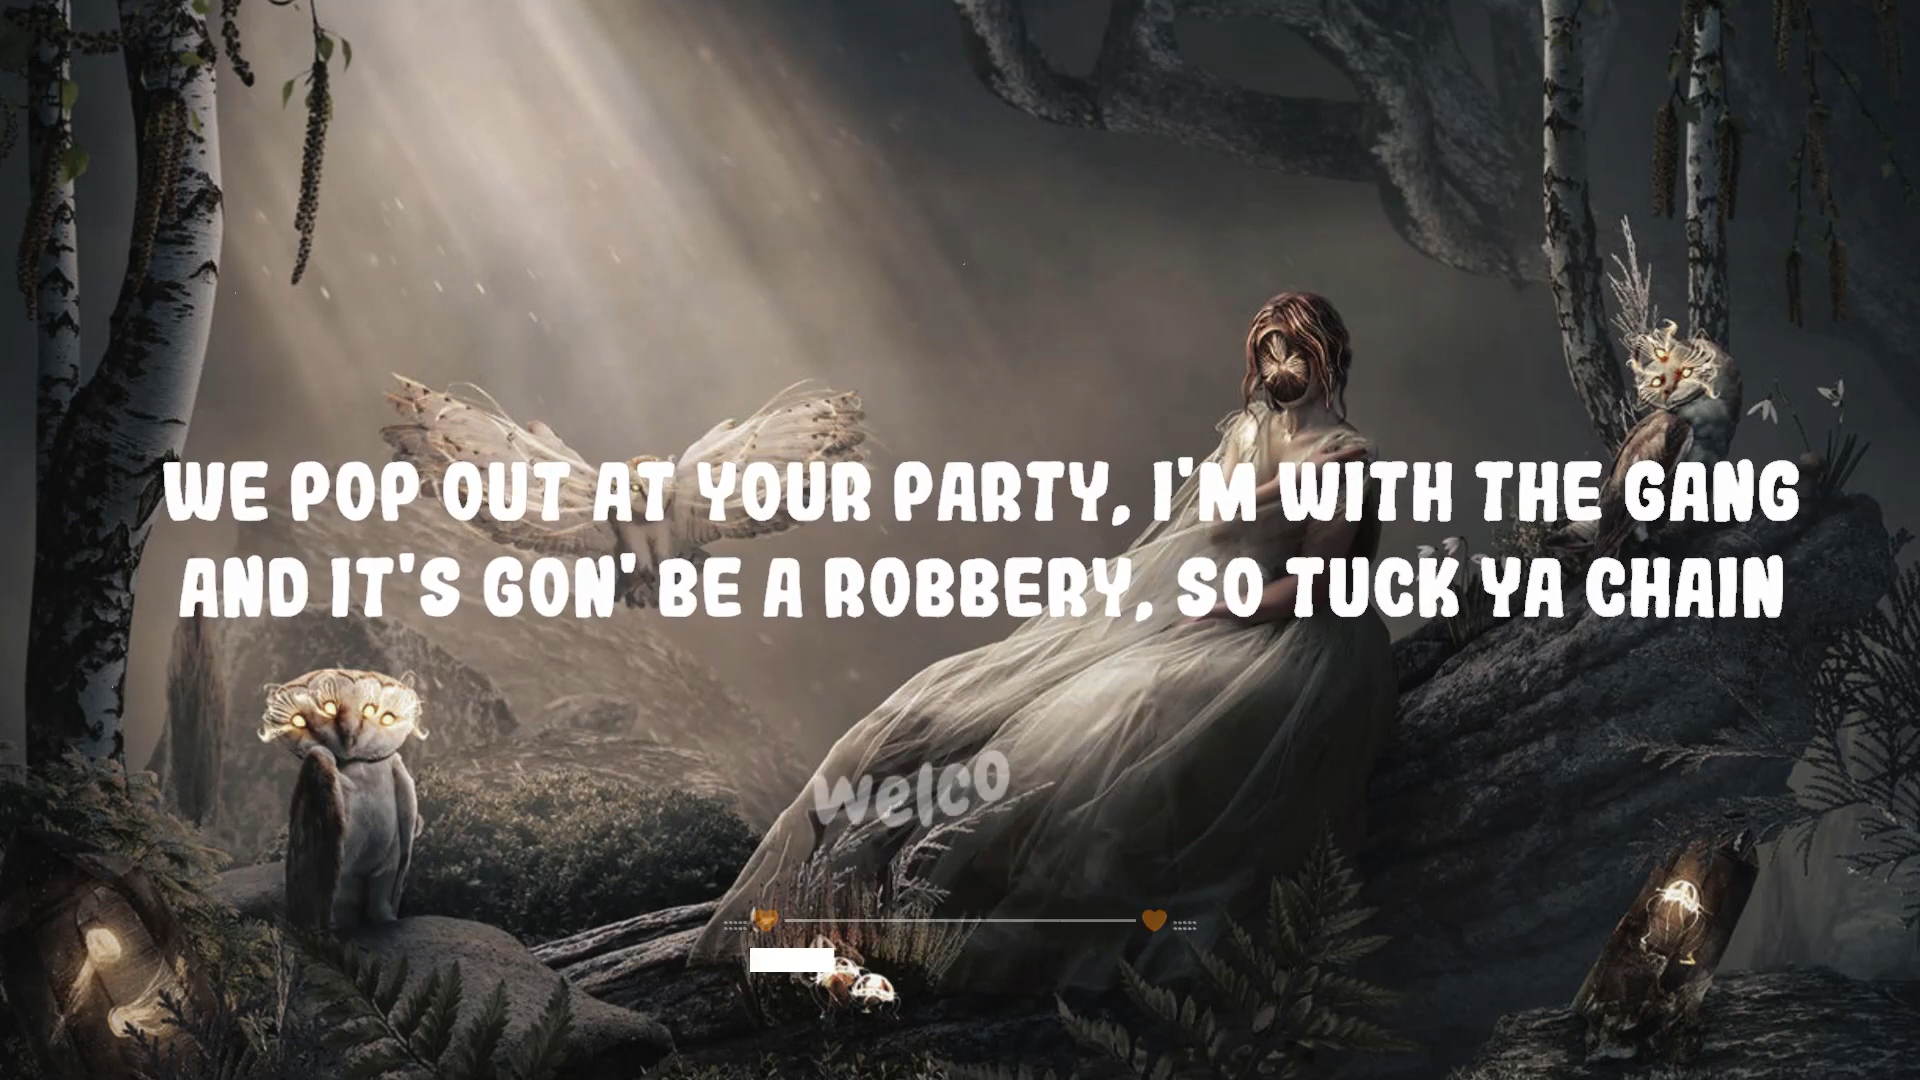 WE POP OUT AT YOUR PARTY, I'M WITH THE GANG
AND IT'S GON' BE A ROBBERY, SO TUCK YA CHAIN
welco